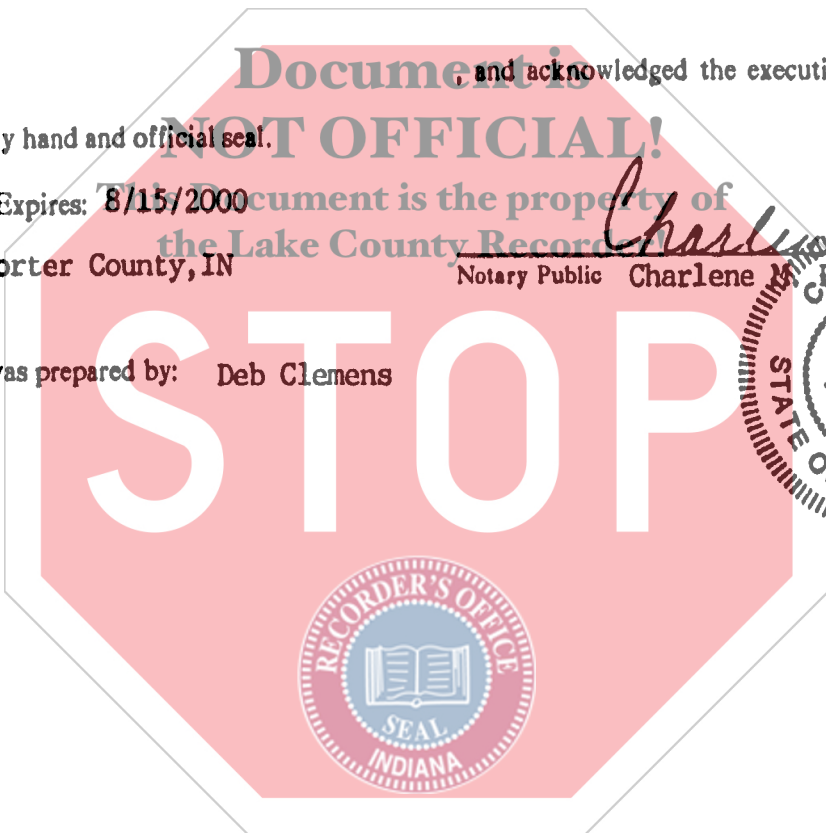 Document is
, and acknowledged the executi
NOT OFFICIAL!
y hand and official seal.
This Document is the property of
Expires: 8/15/2000
the Lake County Recorder!
orter County, IN
Notary Public Charlene M.
as prepared by: Deb Clemens
STOP
STATE O
RECORDER'S OFFICE
SEAL
INDIANA